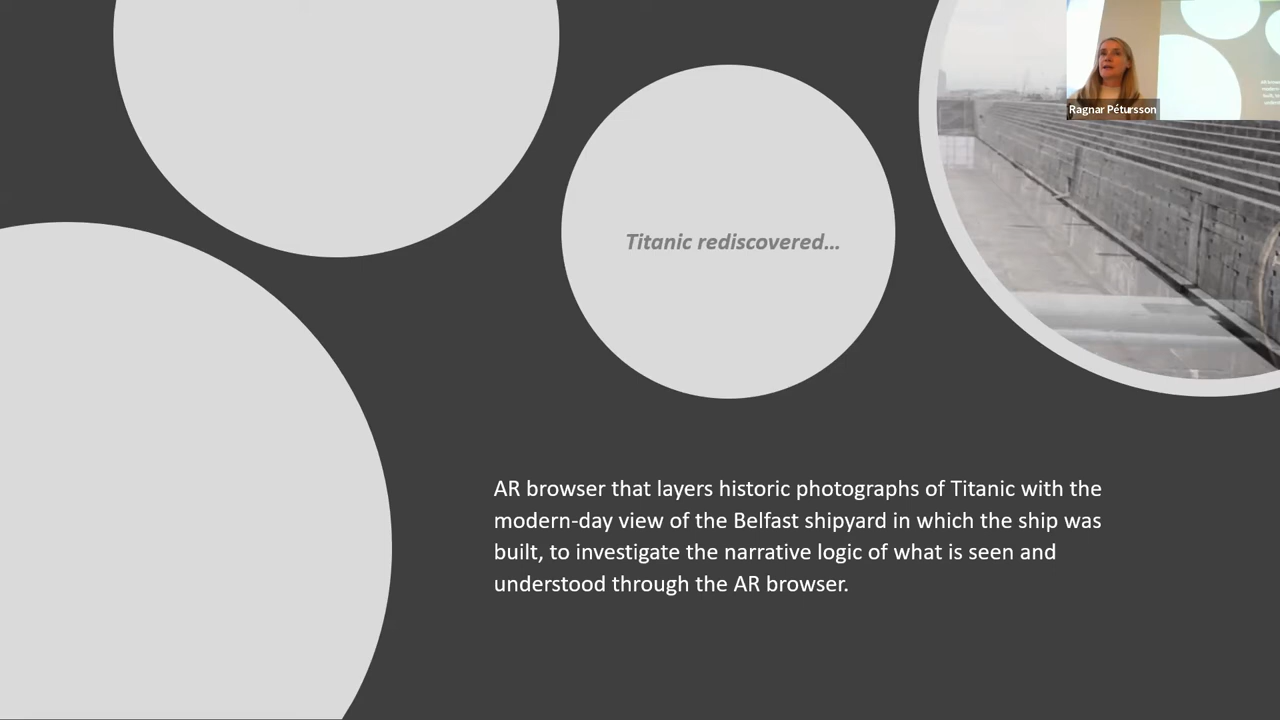 Ragnar Pétursson
Titanic rediscovered...
AR browser that layers historic photographs of Titanic with the
modern-day view of the Belfast shipyard in which the ship was
built, to investigate the narrative logic of what is seen and
understood through the AR browser.